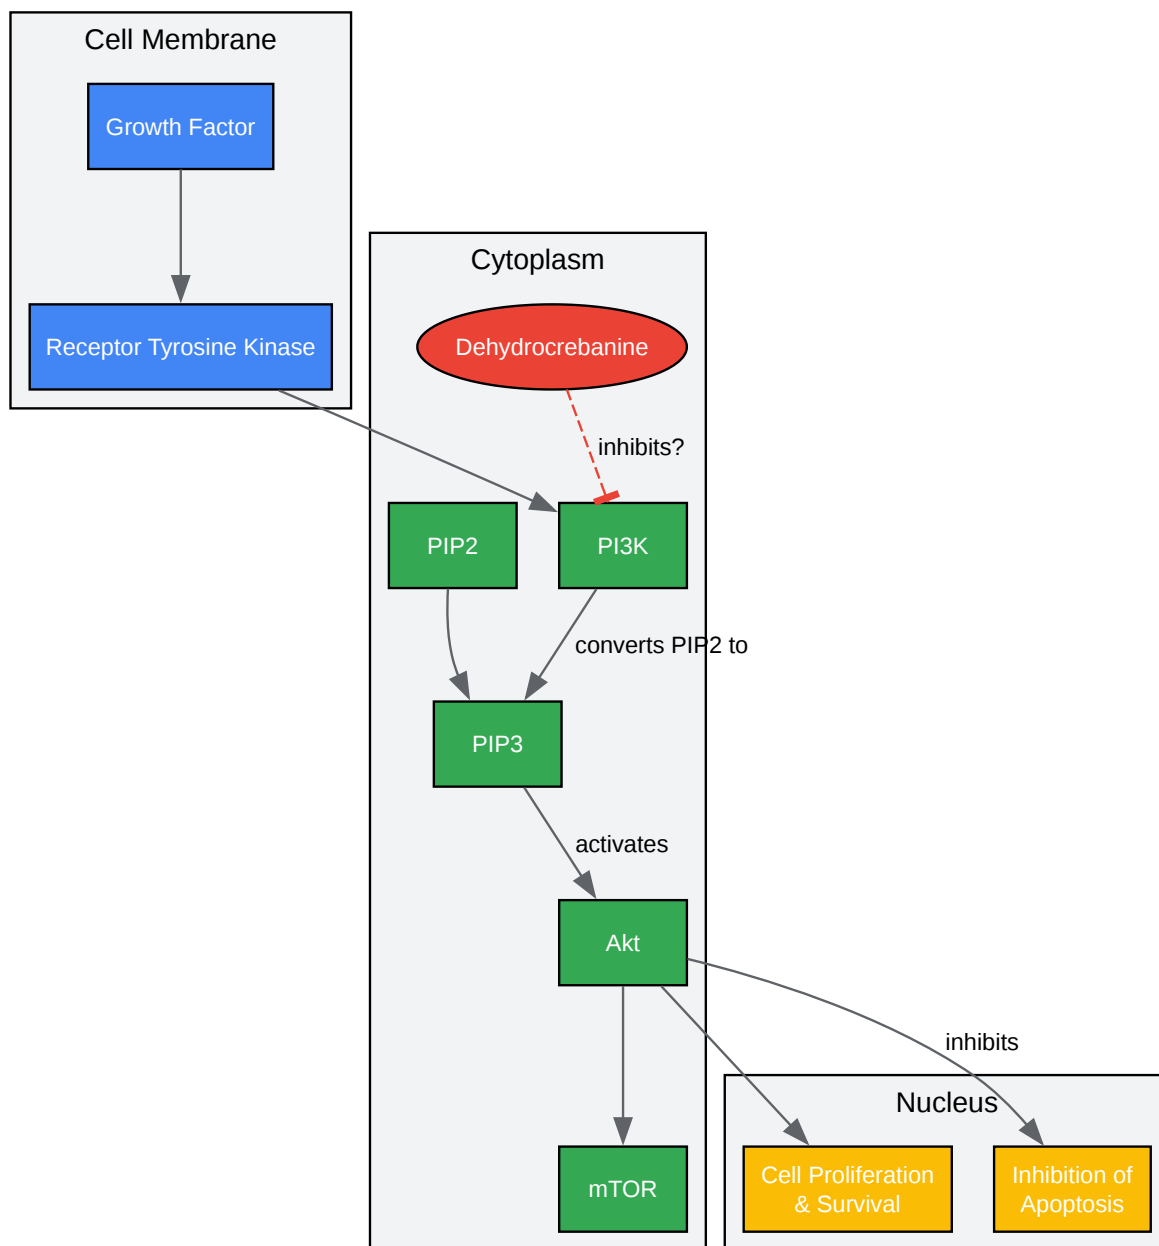 Cell Membrane
Growth Factor
Receptor Tyrosine Kinase
Cytoplasm
Dehydrocrebanine
inhibits?
PIP2
PI3K
converts PIP2 to
PIP3
activates
Akt
inhibits
mTOR
Nucleus
Cell Proliferation
& Survival
Inhibition of
Apoptosis